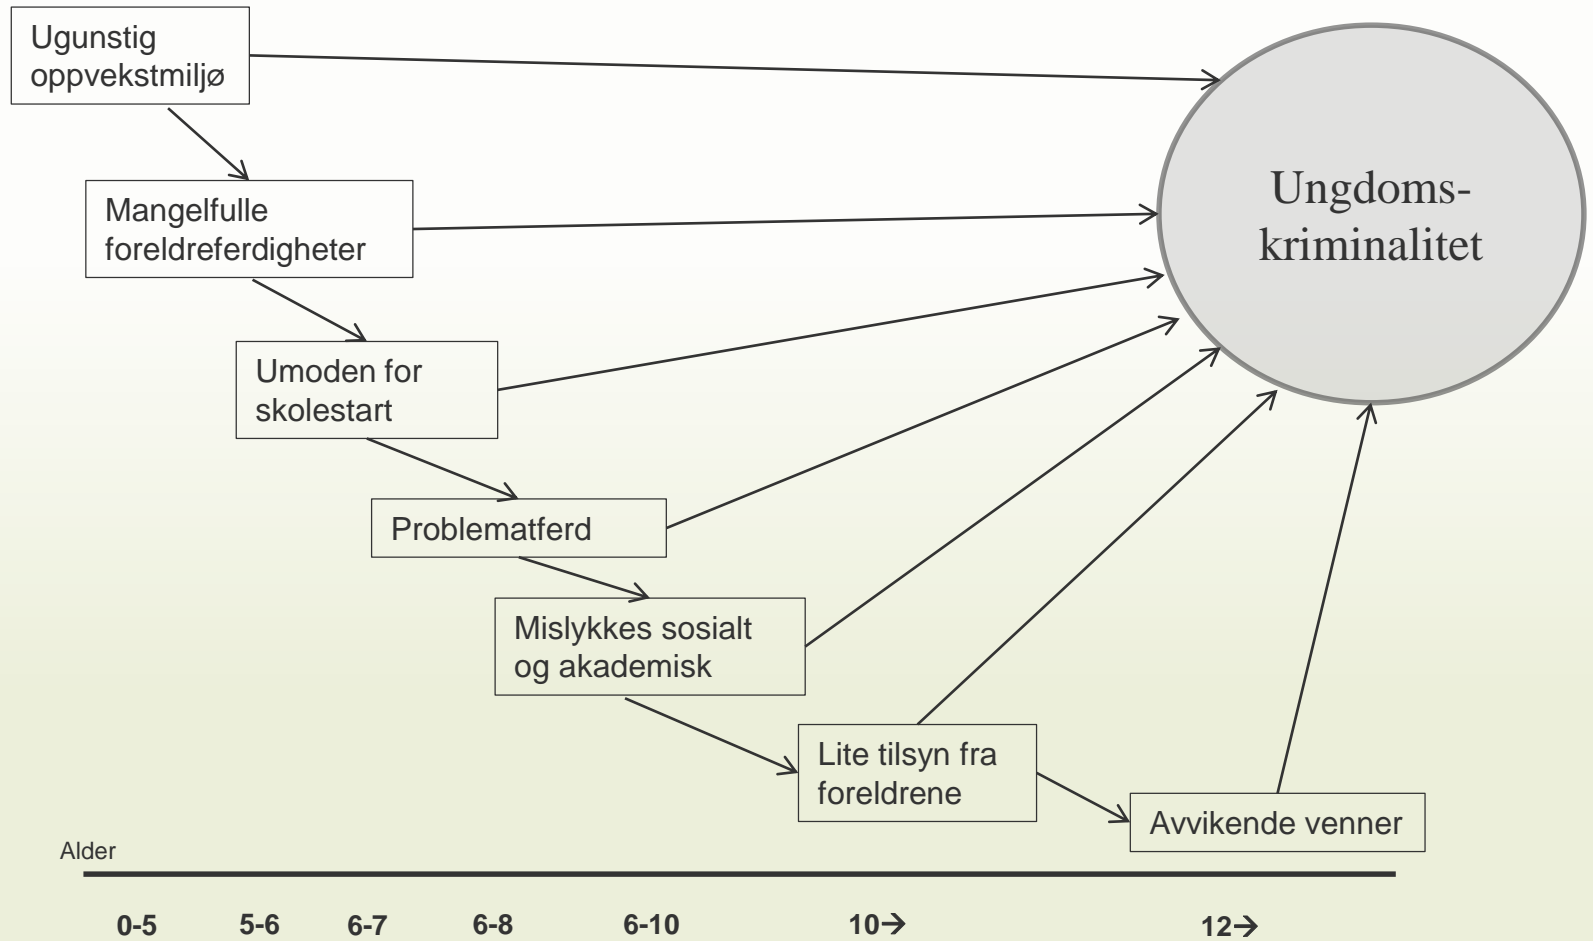 Ugunstig
oppvekstmiljø
Ungdoms-
kriminalitet
Mangelfulle
foreldreferdigheter
Umoden for
skolestart
Problematferd
Mislykkes sosialt
og akademisk
Lite tilsyn fra
foreldrene
Avvikende venner
Alder
0-5 5-6 6-7 6-8 6-10 10→ 12→